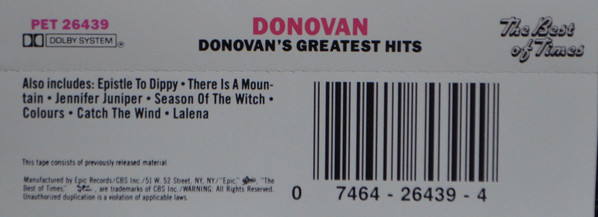 PET 26439
DOLBY SYSTEM ®
DONOVAN
DONOVAN'S GREATEST HITS
The Best
of Times
Also includes: Epistle To Dippy • There Is A Moun-
tain • Jennifer Juniper • Season Of The Witch •
Colours • Catch The Wind • Lalena
This tape consists of previously released material
Manufactured by Epic Records/CBS Inc./51 W. 52 Street, NY, NY/"Epic," "The
Best of Times," are trademarks of CBS Inc./WARNING: All Rights Reserved.
Unauthorized duplication is a violation of applicable laws.
0 7464 - 26439 - 4